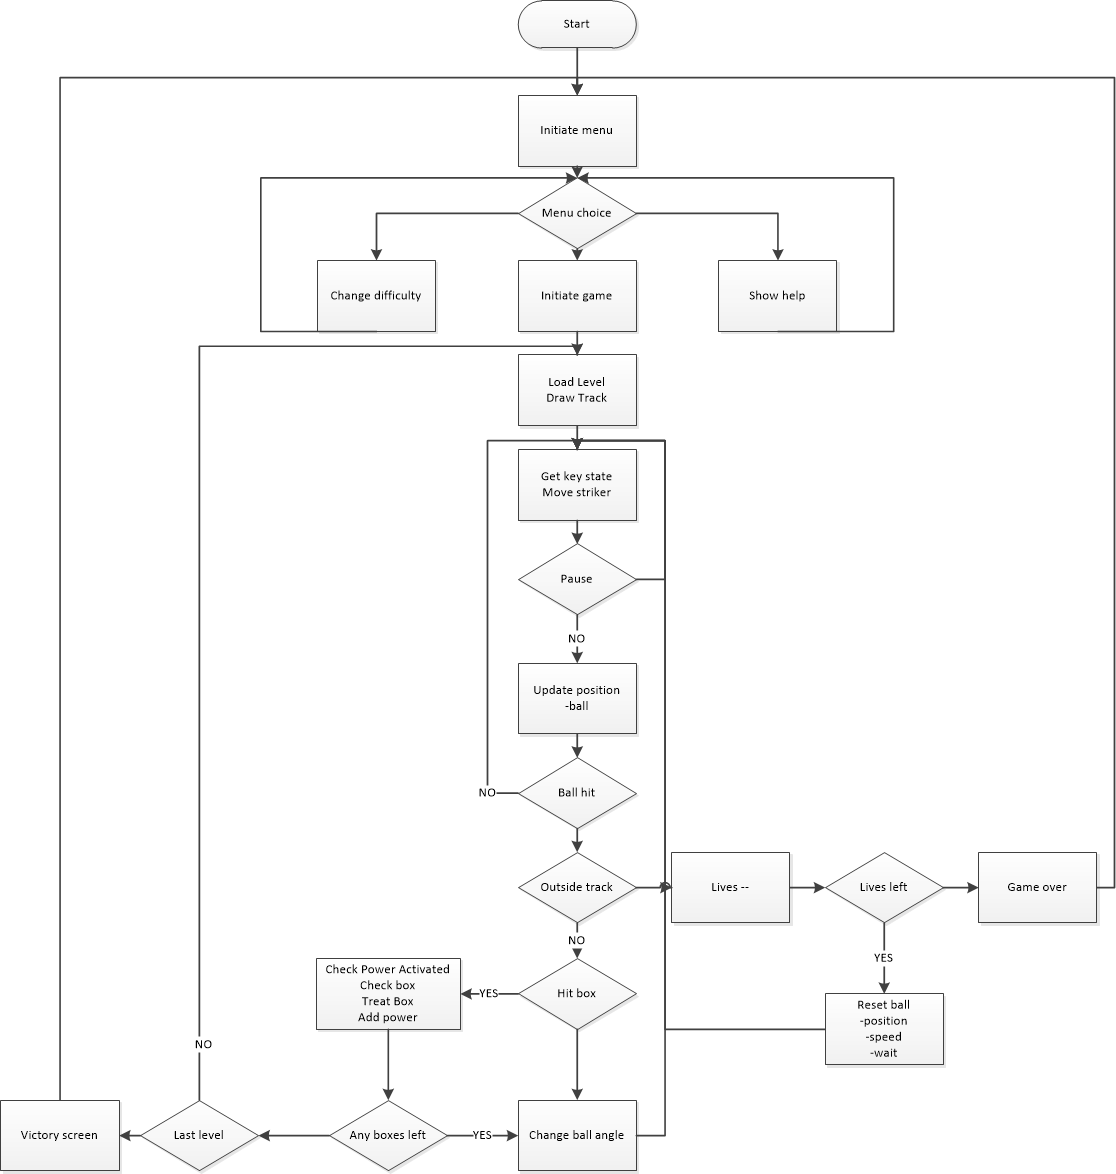 Start
Initiate menu
Menu choice
Change difficulty
Initiate game
Show help
Load Level
Draw Track
Get key state
Move striker
Pause
NO
Update position
-ball
NO
Ball hit
Outside track
Lives --
Lives left
Game over
NO
YES
Check Power Activated
Check box
Treat Box
Add power
YES
Hit box
Reset ball
-position
-speed
-wait
NO
Victory screen
Last level
Any boxes left
YES
Change ball angle